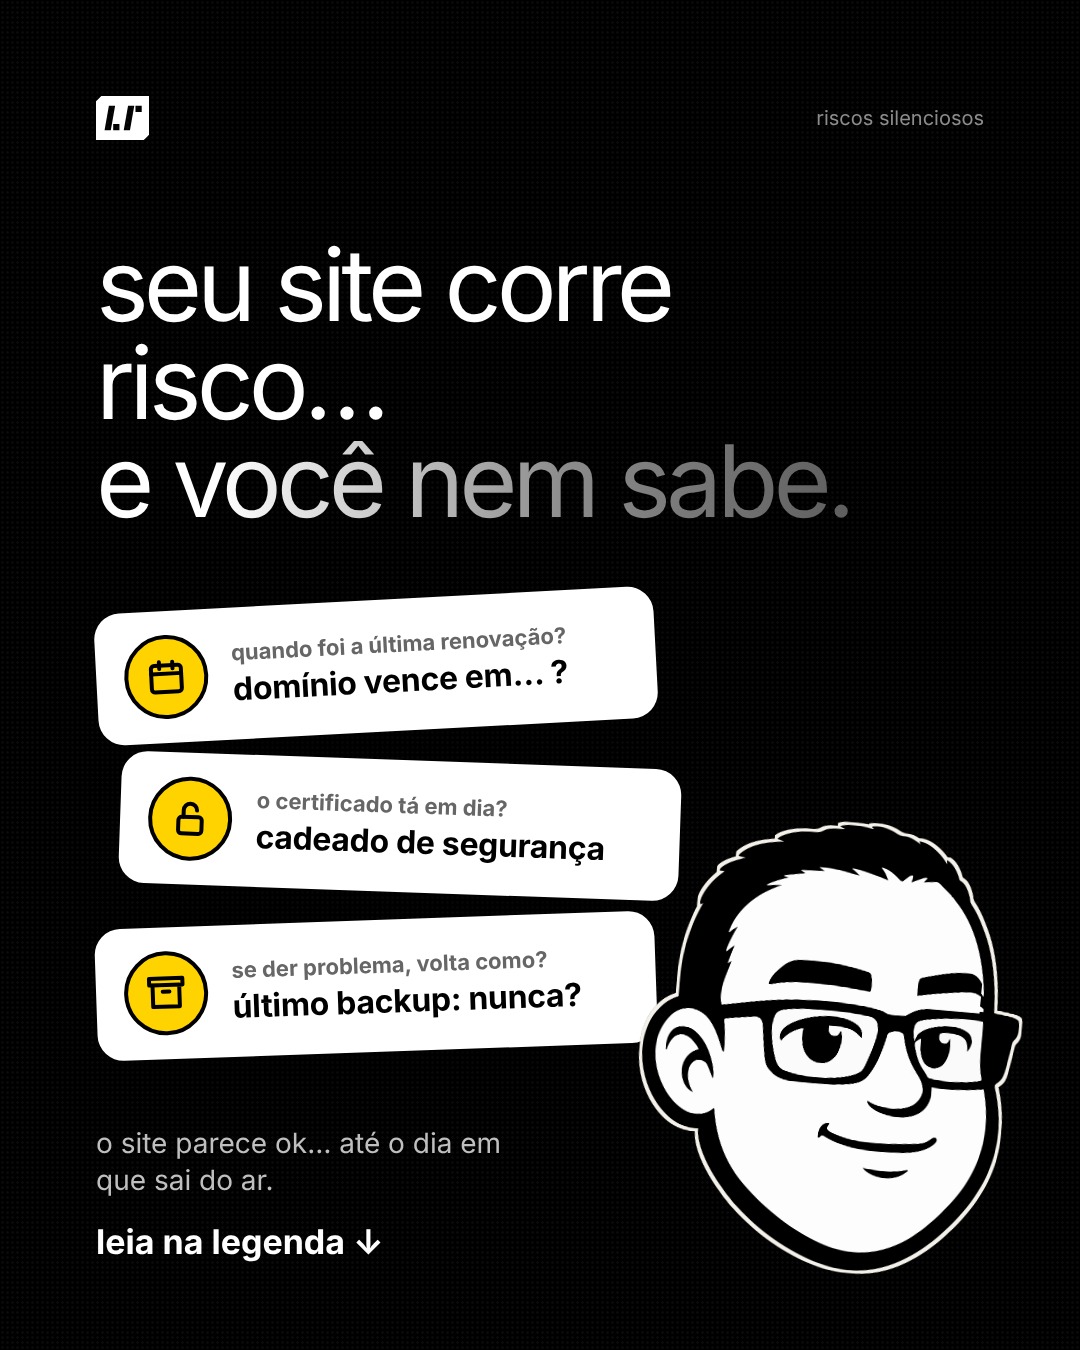 riscos silenciosos
seu site corre
risco...
e você nem sabe.
quando foi a última renovação?
domínio vence em... ?
o certificado tá em dia?
cadeado de segurança
se der problema, volta como?
último backup: nunca?
o site parece ok... até o dia em
que sai do ar.
leia na legenda ↓